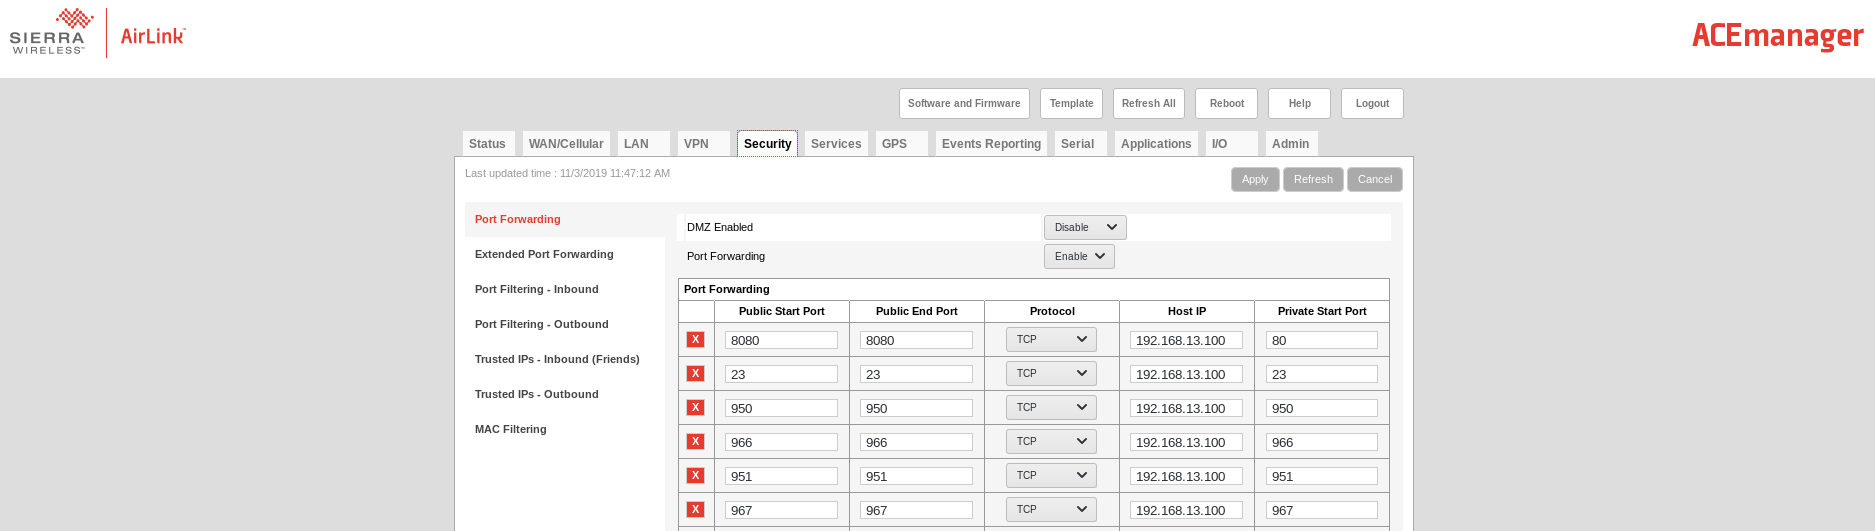 SIERRA
WIRELESS™
AirLink™
ACEmanager
Software and Firmware Template Refresh All Reboot Help Logout
Status WAN/Cellular LAN VPN Security Services GPS Events Reporting Serial Applications I/O Admin
Last updated time : 11/3/2019 11:47:12 AM
Apply Refresh Cancel
Port Forwarding
Extended Port Forwarding
Port Filtering - Inbound
Port Filtering - Outbound
Trusted IPs - Inbound (Friends)
Trusted IPs - Outbound
MAC Filtering
DMZ Enabled Disable
Port Forwarding Enable
Port Forwarding
Public Start Port Public End Port Protocol Host IP Private Start Port
X 8080 8080 TCP 192.168.13.100 80
X 23 23 TCP 192.168.13.100 23
X 950 950 TCP 192.168.13.100 950
X 966 966 TCP 192.168.13.100 966
X 951 951 TCP 192.168.13.100 951
X 967 967 TCP 192.168.13.100 967